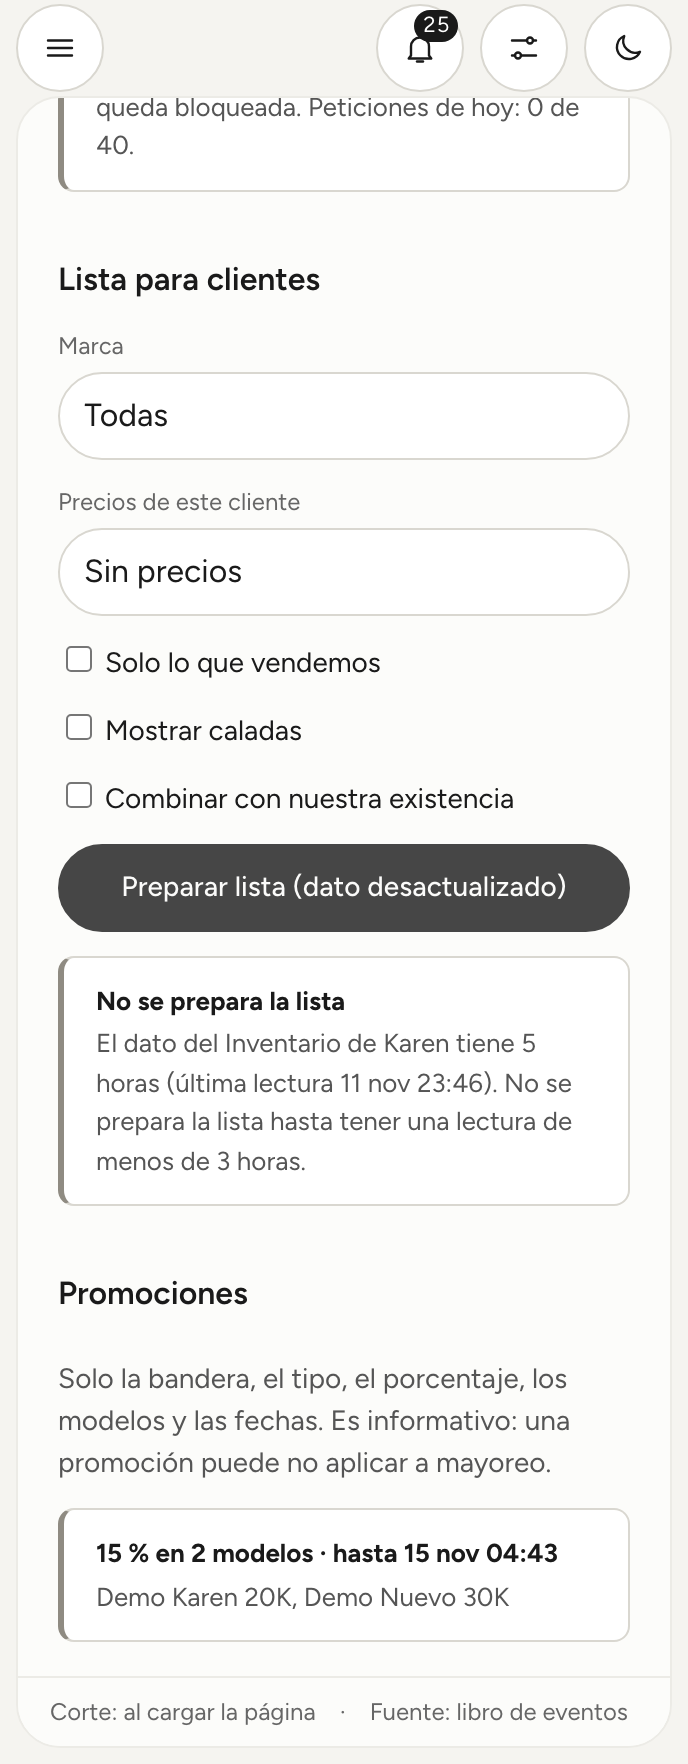 25
queda bloqueada. Peticiones de hoy: 0 de
40.
Lista para clientes
Marca
Todas
Precios de este cliente
Sin precios
Solo lo que vendemos
Mostrar caladas
Combinar con nuestra existencia
Preparar lista (dato desactualizado)
No se prepara la lista
El dato del Inventario de Karen tiene 5
horas (última lectura 11 nov 23:46). No se
prepara la lista hasta tener una lectura de
menos de 3 horas.
Promociones
Solo la bandera, el tipo, el porcentaje, los
modelos y las fechas. Es informativo: una
promoción puede no aplicar a mayoreo.
15 % en 2 modelos · hasta 15 nov 04:43
Demo Karen 20K, Demo Nuevo 30K
Corte: al cargar la página · Fuente: libro de eventos